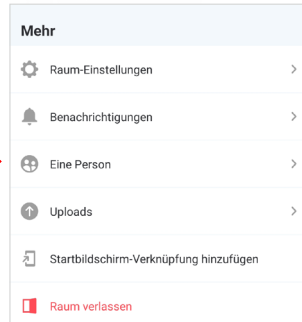 Mehr
Raum-Einstellungen
Benachrichtigungen
Eine Person
Uploads
Startbildschirm-Verknüpfung hinzufügen
Raum verlassen